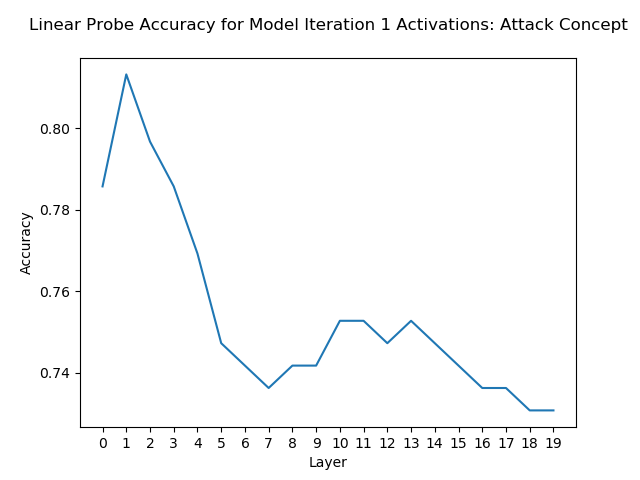 Linear Probe Accuracy for Model Iteration 1 Activations: Attack Concept
0.80
0.78
0.76
0.74
Accuracy
0 1 2 3 4 5 6 7 8 9 10 11 12 13 14 15 16 17 18 19
Layer